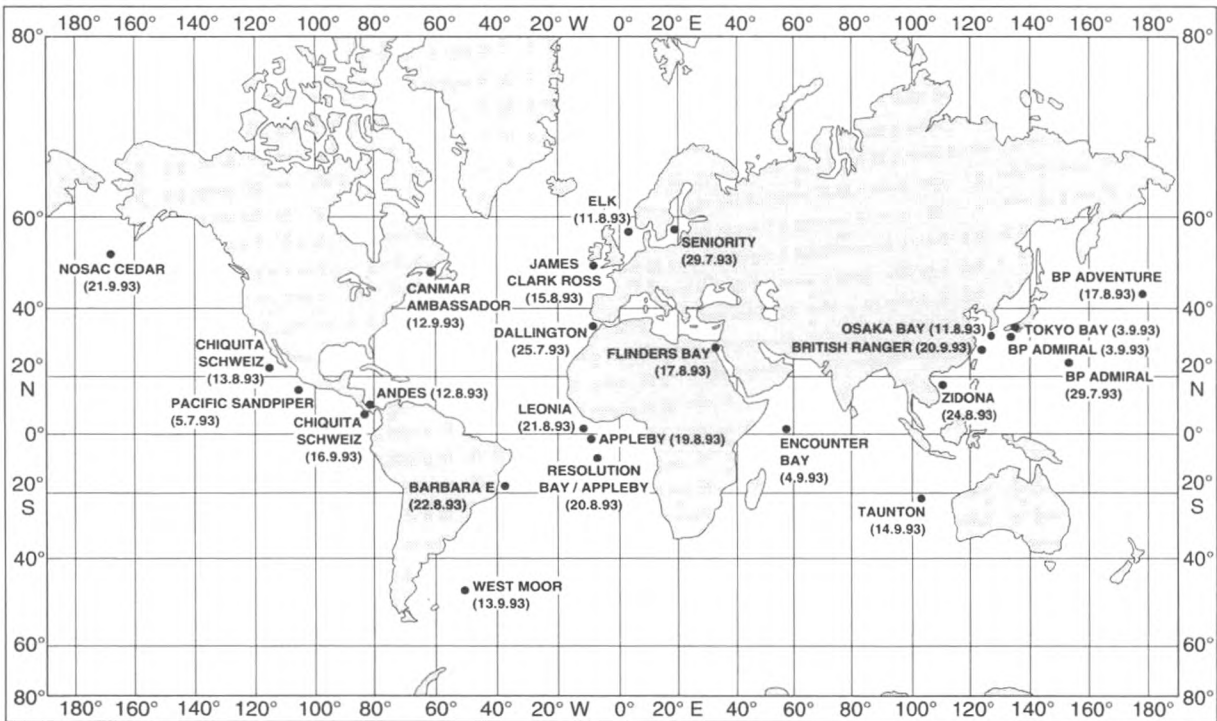 180° 160° 140° 120° 100° 80° 60° 40° 20° W 0° E 20° 40° 60° 80° 100° 120° 140° 160° 180°
80° 80°
ELK
(11.8.93)
60° 60°
SENIORITY
(29.7.93)
NOSAC CEDAR
(21.9.93)
JAMES
CLARK ROSS
(15.8.93)
BP ADVENTURE
(17.8.93)
CANMAR
AMBASSADOR
(12.9.93)
40° 40°
DALLINGTON
(25.7.93)
OSAKA BAY (11.8.93)
TOKYO BAY (3.9.93)
CHIQUITA
SCHWEIZ
(13.8.93)
FLINDERS BAY
(17.8.93)
BRITISH RANGER (20.9.93)
BP ADMIRAL (3.9.93)
20° 20°
N N
BP ADMIRAL
(29.7.93)
PACIFIC SANDPIPER
(5.7.93)
ANDES (12.8.93)
LEONIA
(21.8.93)
ZIDONA
(24.8.93)
CHIQUITA
SCHWEIZ
(16.9.93)
0° 0°
APPLEBY (19.8.93)
ENCOUNTER
BAY
(4.9.93)
RESOLUTION
BAY / APPLEBY
(20.8.93)
BARBARA E
(22.8.93)
20° 20°
S S
TAUNTON
(14.9.93)
40° 40°
WEST MOOR
(13.9.93)
60° 60°
80° 80°
180° 160° 140° 120° 100° 80° 60° 40° 20° W 0° 20° E 40° 60° 80° 100° 120° 140° 160° 180°